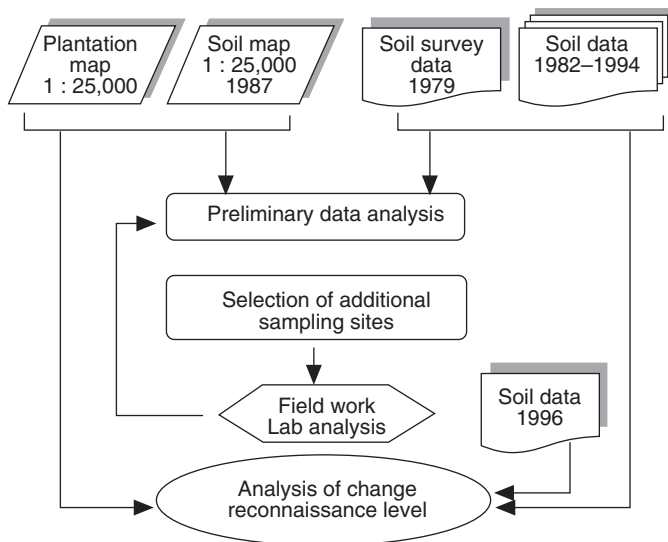 Plantation
map
1 : 25,000
Soil map
1 : 25,000
1987
Soil survey
data
1979
Soil data
1982–1994
Preliminary data analysis
Selection of additional
sampling sites
Field work
Lab analysis
Soil data
1996
Analysis of change
reconnaissance level